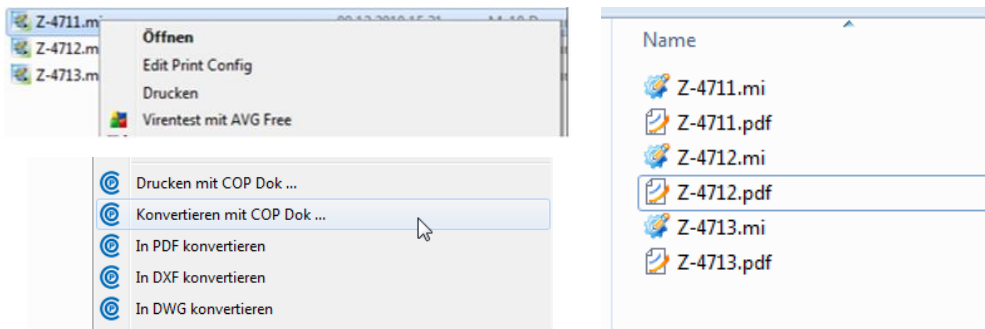 Z-4711.m
Z-4712.m
Z-4713.m
Öffnen
Edit Print Config
Drucken
Virentest mit AVG Free
Drucken mit COP Dok ...
Konvertieren mit COP Dok ...
In PDF konvertieren
In DXF konvertieren
In DWG konvertieren
Name
Z-4711.mi
Z-4711.pdf
Z-4712.mi
Z-4712.pdf
Z-4713.mi
Z-4713.pdf